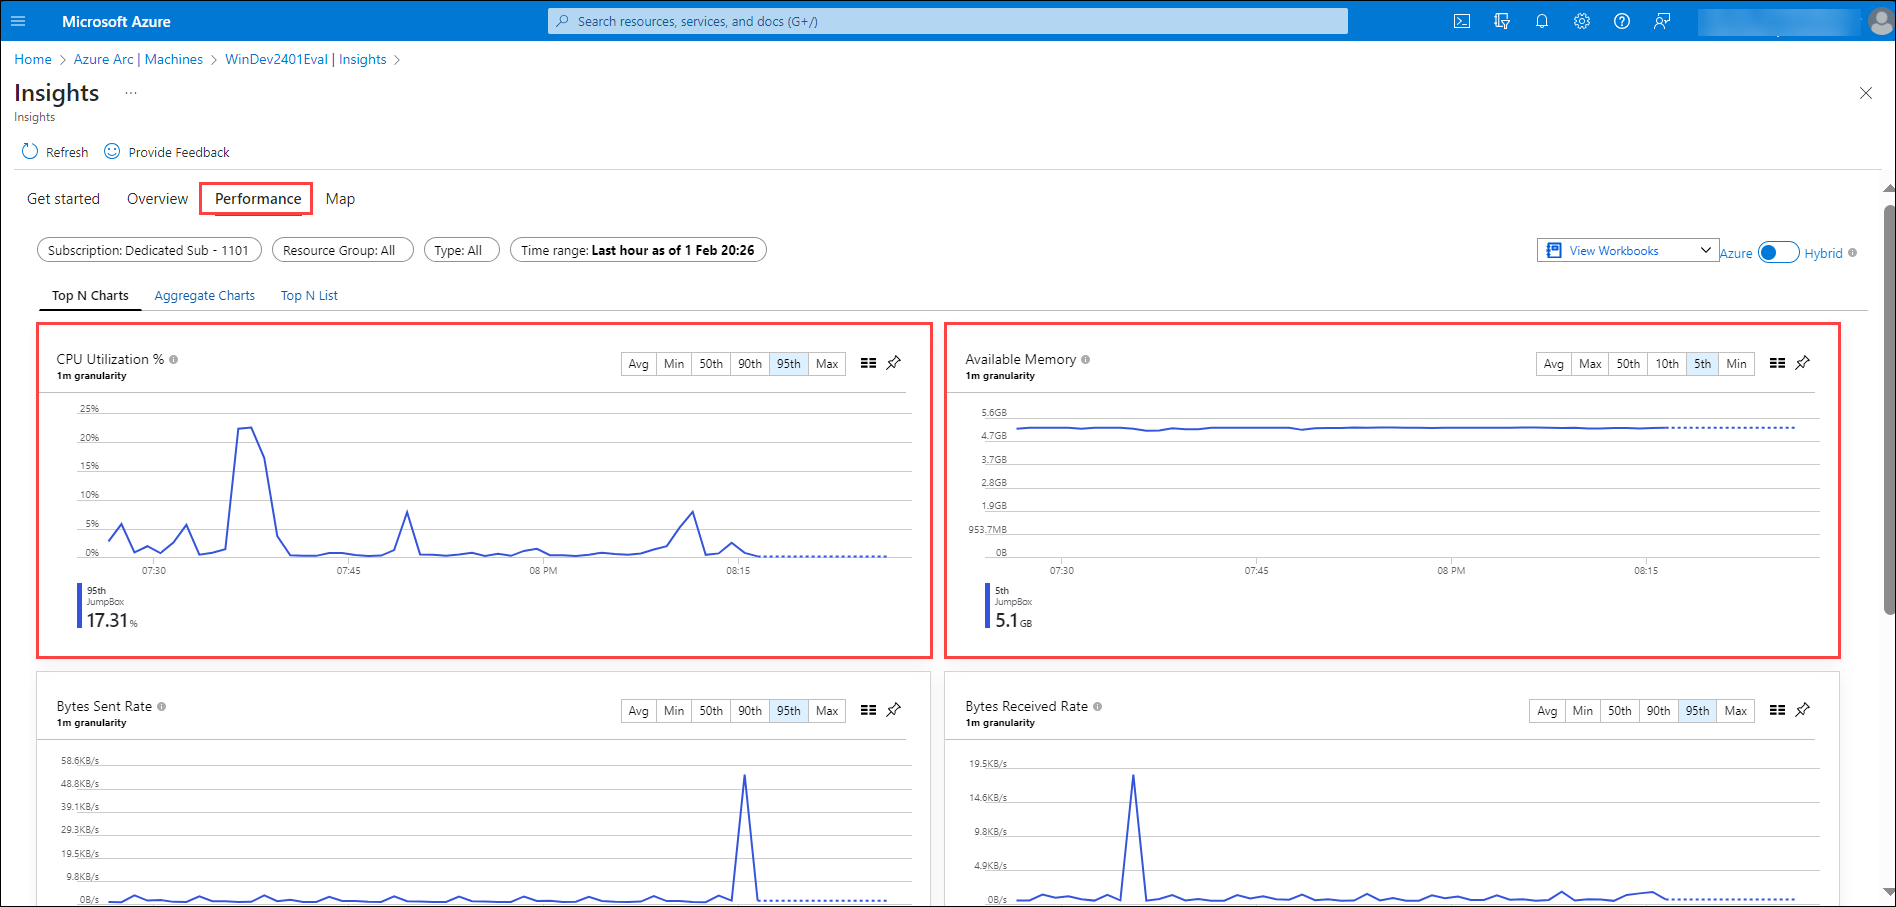 Microsoft Azure
Search resources, services, and docs (G+/)
Home > Azure Arc | Machines > WinDev2401Eval | Insights >
Insights ...
Insights
Refresh Provide Feedback
Get started Overview Performance Map
Subscription: Dedicated Sub - 1101 Resource Group: All Type: All Time range: Last hour as of 1 Feb 20:26 View Workbooks Azure Hybrid
Top N Charts Aggregate Charts Top N List
CPU Utilization %
1m granularity
Avg Min 50th 90th 95th Max
25%
20%
15%
10%
5%
0%
07:30 07:45 08 PM 08:15
95th
JumpBox
17.31 %
Available Memory
1m granularity
Avg Max 50th 10th 5th Min
5.6GB
4.7GB
3.7GB
2.8GB
1.9GB
953.7MB
0B
07:30 07:45 08 PM 08:15
5th
JumpBox
5.1 GB
Bytes Sent Rate
1m granularity
Avg Min 50th 90th 95th Max
58.6KB/s
48.8KB/s
39.1KB/s
29.3KB/s
19.5KB/s
9.8KB/s
0B/s
Bytes Received Rate
1m granularity
Avg Min 50th 90th 95th Max
19.5KB/s
14.6KB/s
9.8KB/s
4.9KB/s
0B/s